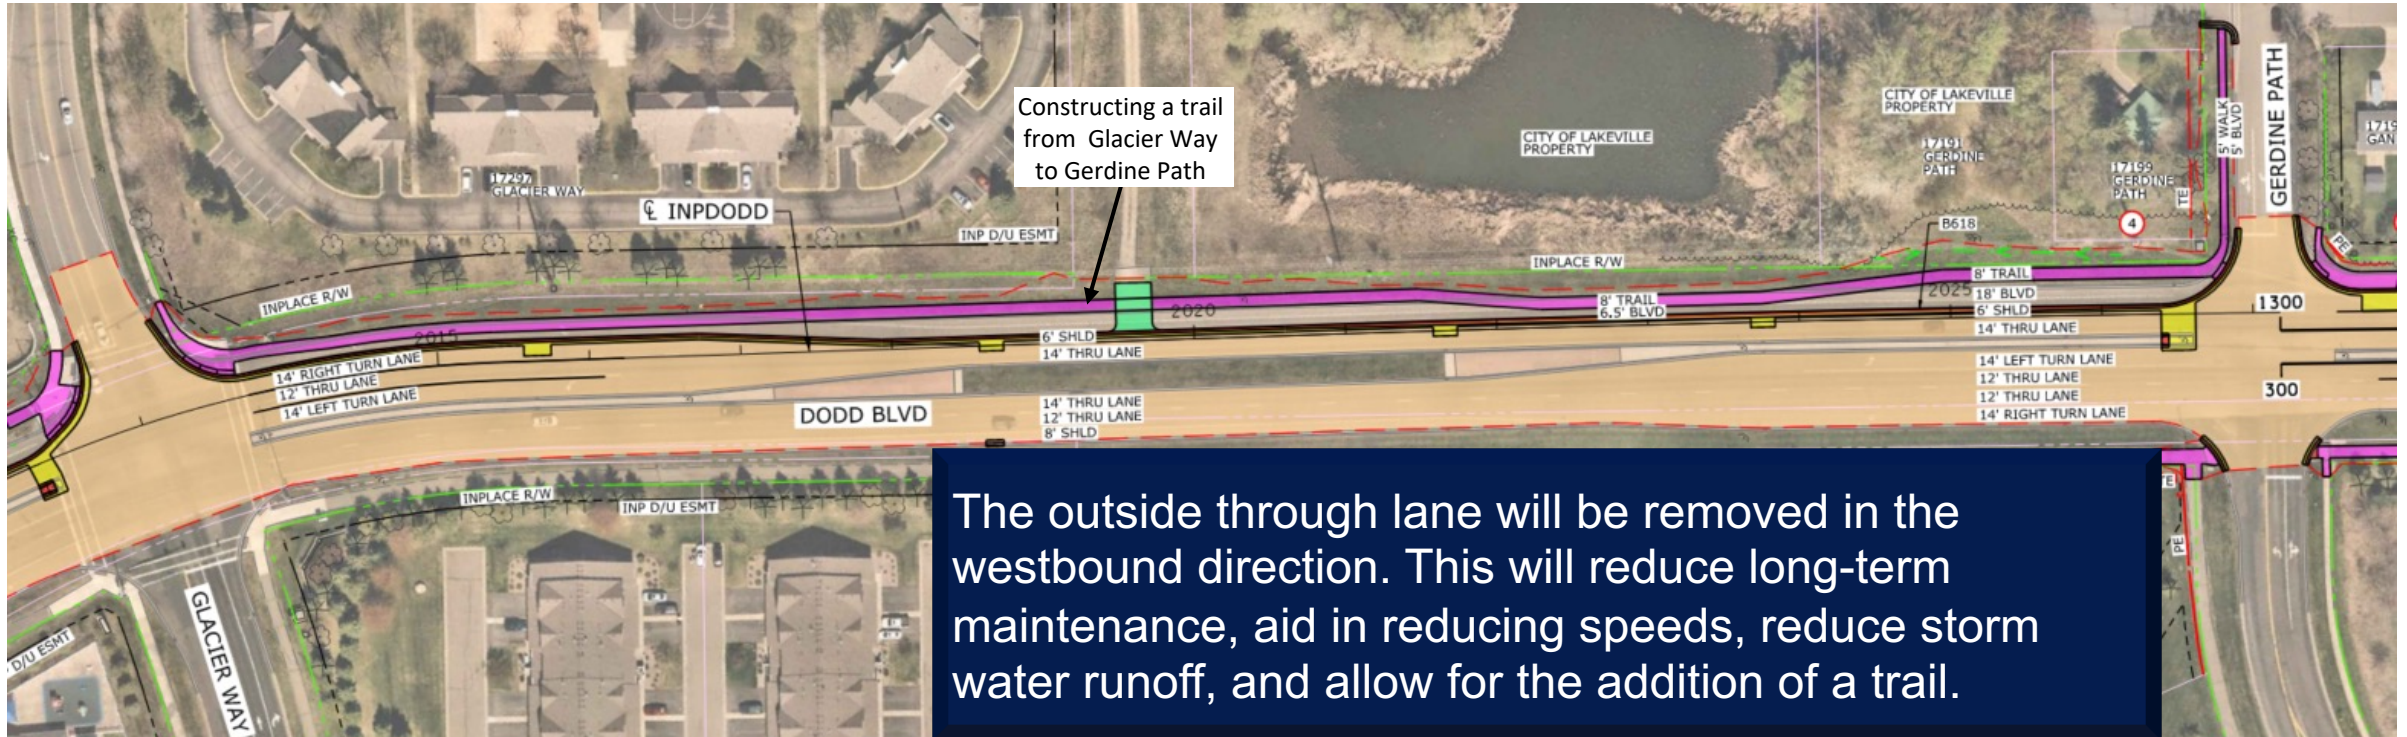 Constructing a trail
from Glacier Way
to Gerdine Path
17297
GLACIER WAY
℄ INPDODD
INP D/U ESMT
INPLACE R/W
CITY OF LAKEVILLE
PROPERTY
CITY OF LAKEVILLE
PROPERTY
17191
GERDINE
PATH
17199
GERDINE
PATH
4
B618
TE
5' WALK
5' BLVD
GERDINE PATH
PE
INPLACE R/W
8' TRAIL
18' BLVD
6' SHLD
14' THRU LANE
2025
8' TRAIL
6.5' BLVD
2020
2015
6' SHLD
14' THRU LANE
14' RIGHT TURN LANE
12' THRU LANE
14' LEFT TURN LANE
DODD BLVD
14' THRU LANE
12' THRU LANE
8' SHLD
14' LEFT TURN LANE
12' THRU LANE
12' THRU LANE
14' RIGHT TURN LANE
1300
300
INPLACE R/W
INP D/U ESMT
GLACIER WAY
D/U ESMT
TE
PE
The outside through lane will be removed in the
westbound direction. This will reduce long-term
maintenance, aid in reducing speeds, reduce storm
water runoff, and allow for the addition of a trail.